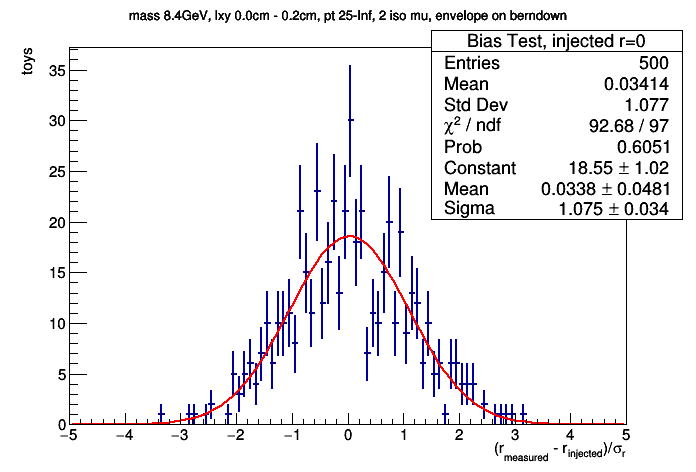 mass 8.4GeV, lxy 0.0cm - 0.2cm, pt 25-Inf, 2 iso mu, envelope on berndown
Bias Test, injected r=0
Entries 500
Mean 0.03414
Std Dev 1.077
χ² / ndf 92.68 / 97
Prob 0.6051
Constant 18.55 ± 1.02
Mean 0.0338 ± 0.0481
Sigma 1.075 ± 0.034
toys
35
30
25
20
15
10
5
0
−5 −4 −3 −2 −1 0 1 2 3 4 5
(r_measured - r_injected)/σ_r